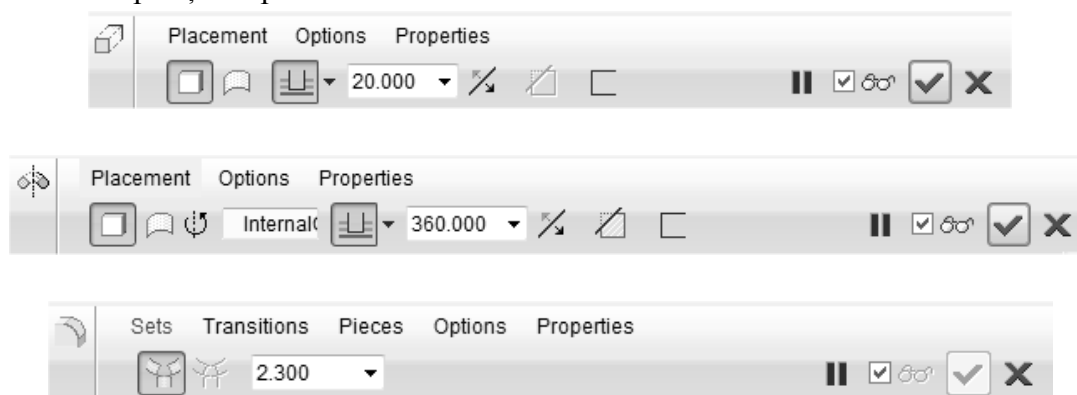 Placement Options Properties
20.000
Placement Options Properties
Internal
360.000
Sets Transitions Pieces Options Properties
2.300